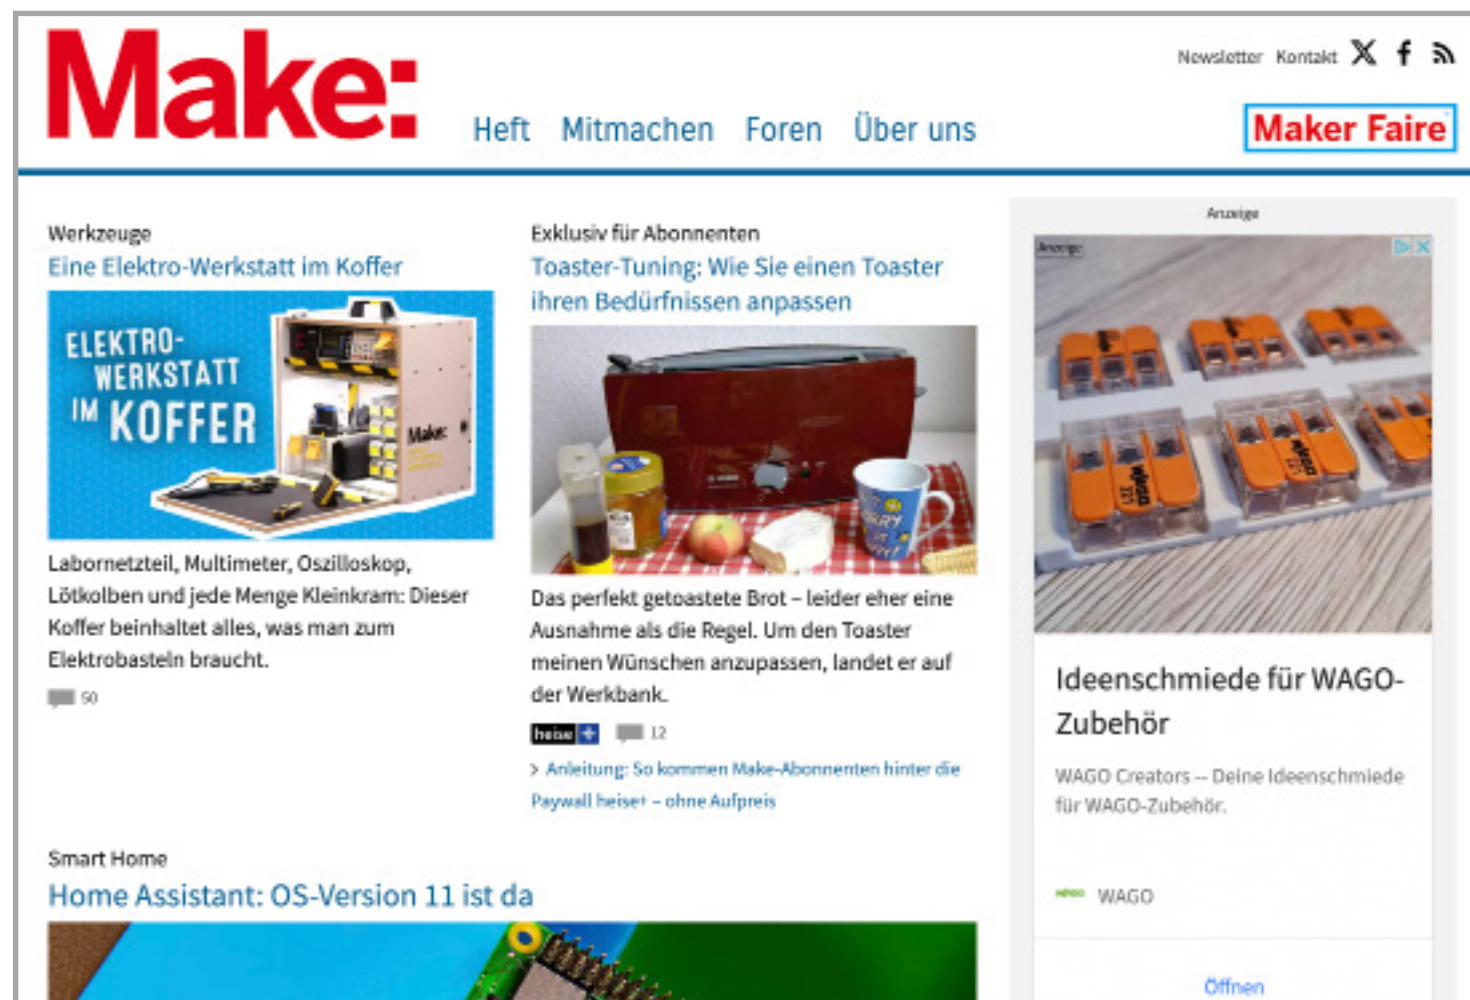 Make:
Newsletter Kontakt
Heft Mitmachen Foren Über uns
Maker Faire
Werkzeuge
Eine Elektro-Werkstatt im Koffer
ELEKTRO-
WERKSTATT
IM KOFFER
Make:
Labornetzteil, Multimeter, Oszilloskop,
Lötkolben und jede Menge Kleinkram: Dieser
Koffer beinhaltet alles, was man zum
Elektrobasteln braucht.
50
Exklusiv für Abonnenten
Toaster-Tuning: Wie Sie einen Toaster
ihren Bedürfnissen anpassen
Das perfekt getoastete Brot – leider eher eine
Ausnahme als die Regel. Um den Toaster
meinen Wünschen anzupassen, landet er auf
der Werkbank.
heise + 12
> Anleitung: So kommen Make-Abonnenten hinter die
Paywall heise+ – ohne Aufpreis
Smart Home
Home Assistant: OS-Version 11 ist da
Anzeige
Anzeige
WAGO
WAGO
Ideenschmiede für WAGO-
Zubehör
WAGO Creators -- Deine Ideenschmiede
für WAGO-Zubehör.
WAGO
Öffnen